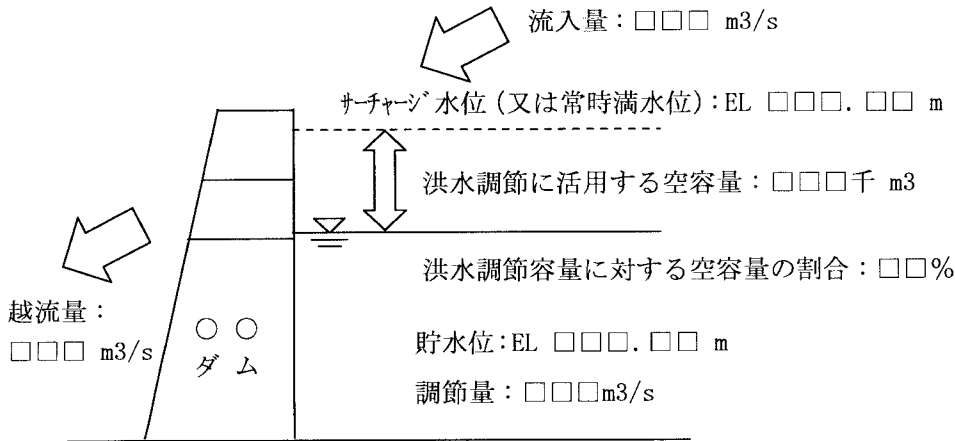 流入量：□□□ m3/s
ｻｰﾁｬｰｼﾞ水位(又は常時満水位)：EL □□□.□□ m
洪水調節に活用する空容量：□□□千 m3
洪水調節容量に対する空容量の割合：□□%
越流量：
□□□ m3/s
○○
ダム
貯水位：EL □□□.□□ m
調節量：□□□m3/s